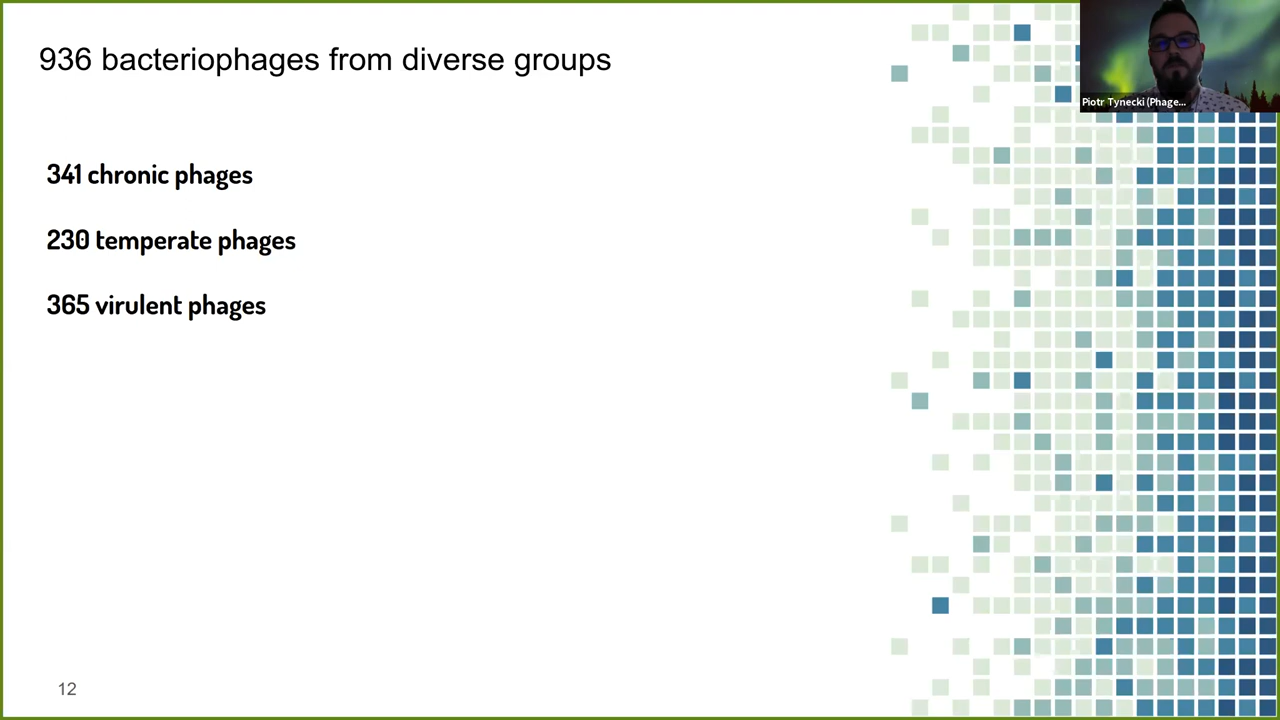 936 bacteriophages from diverse groups
Piotr Tynecki (Phage...
341 chronic phages
230 temperate phages
365 virulent phages
12